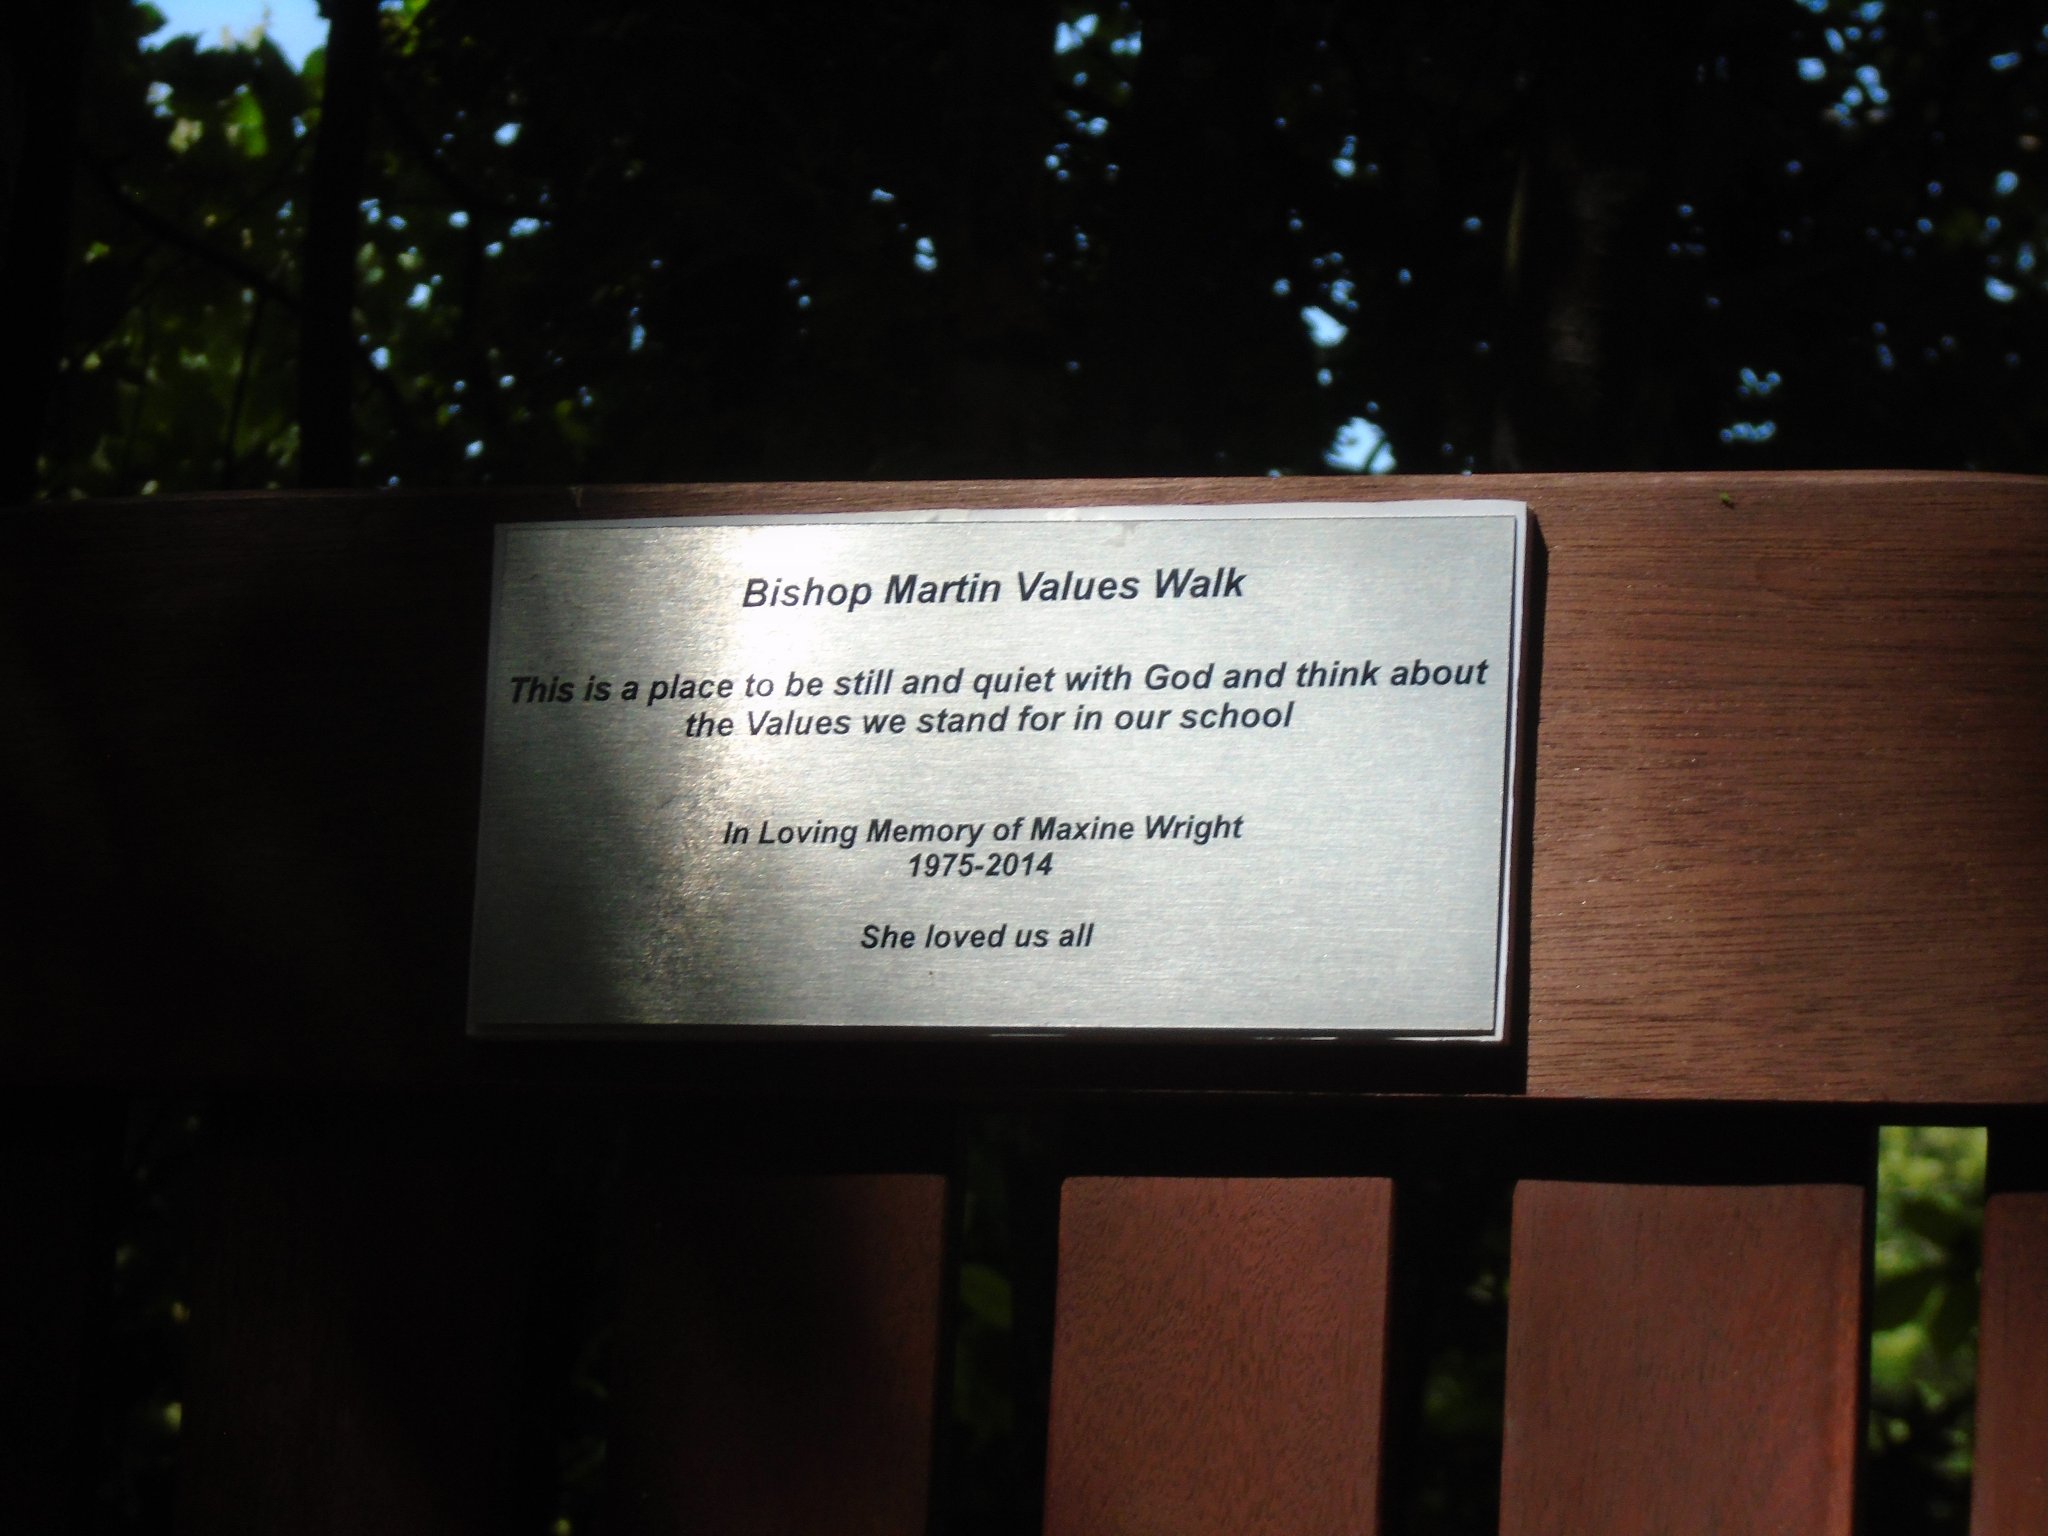 Bishop Martin Values Walk
This is a place to be still and quiet with God and think about
the Values we stand for in our school
In Loving Memory of Maxine Wright
1975-2014
She loved us all